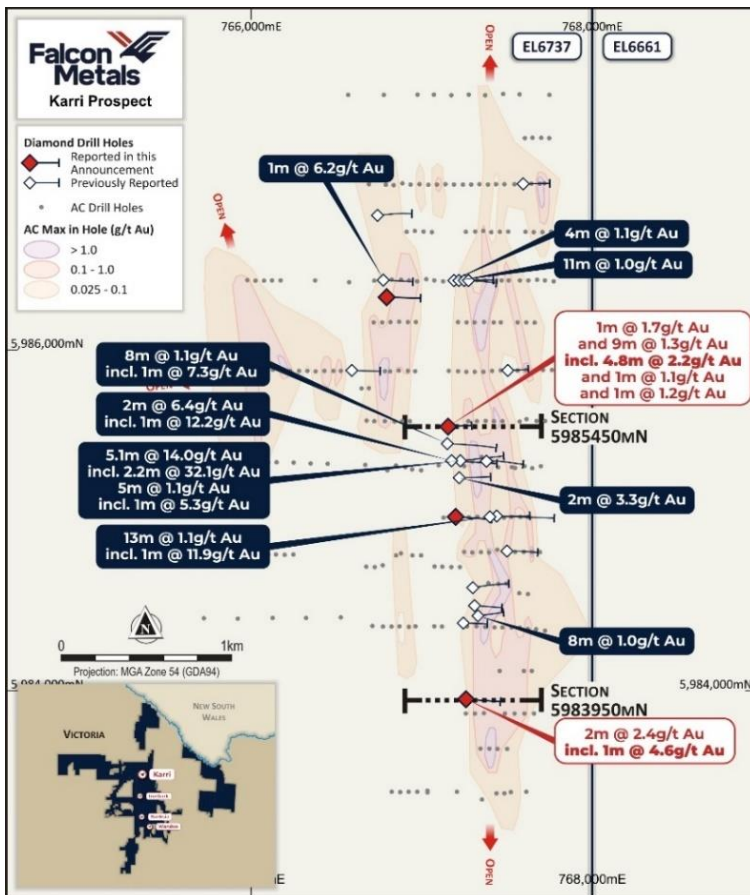 Falcon
Metals
Karri Prospect
Diamond Drill Holes
Reported in this
Announcement
Previously Reported
AC Drill Holes
AC Max in Hole (g/t Au)
> 1.0
0.1 - 1.0
0.025 - 0.1
766,000mE
768,000mE
OPEN
EL6737
EL6661
1m @ 6.2g/t Au
4m @ 1.1g/t Au
11m @ 1.0g/t Au
OPEN
5,986,000mN
1m @ 1.7g/t Au
and 9m @ 1.3g/t Au
incl. 4.8m @ 2.2g/t Au
and 1m @ 1.1g/t Au
and 1m @ 1.2g/t Au
8m @ 1.1g/t Au
incl. 1m @ 7.3g/t Au
OPEN
2m @ 6.4g/t Au
incl. 1m @ 12.2g/t Au
SECTION
5985450MN
5.1m @ 14.0g/t Au
incl. 2.2m @ 32.1g/t Au
5m @ 1.1g/t Au
incl. 1m @ 5.3g/t Au
2m @ 3.3g/t Au
13m @ 1.1g/t Au
incl. 1m @ 11.9g/t Au
8m @ 1.0g/t Au
N
0 1km
Projection: MGA Zone 54 (GDA94)
5,984,000mN
5,984,000mN
SECTION
5983950MN
2m @ 2.4g/t Au
incl. 1m @ 4.6g/t Au
NEW SOUTH
WALES
VICTORIA
Karri
OPEN
mE
768,000mE